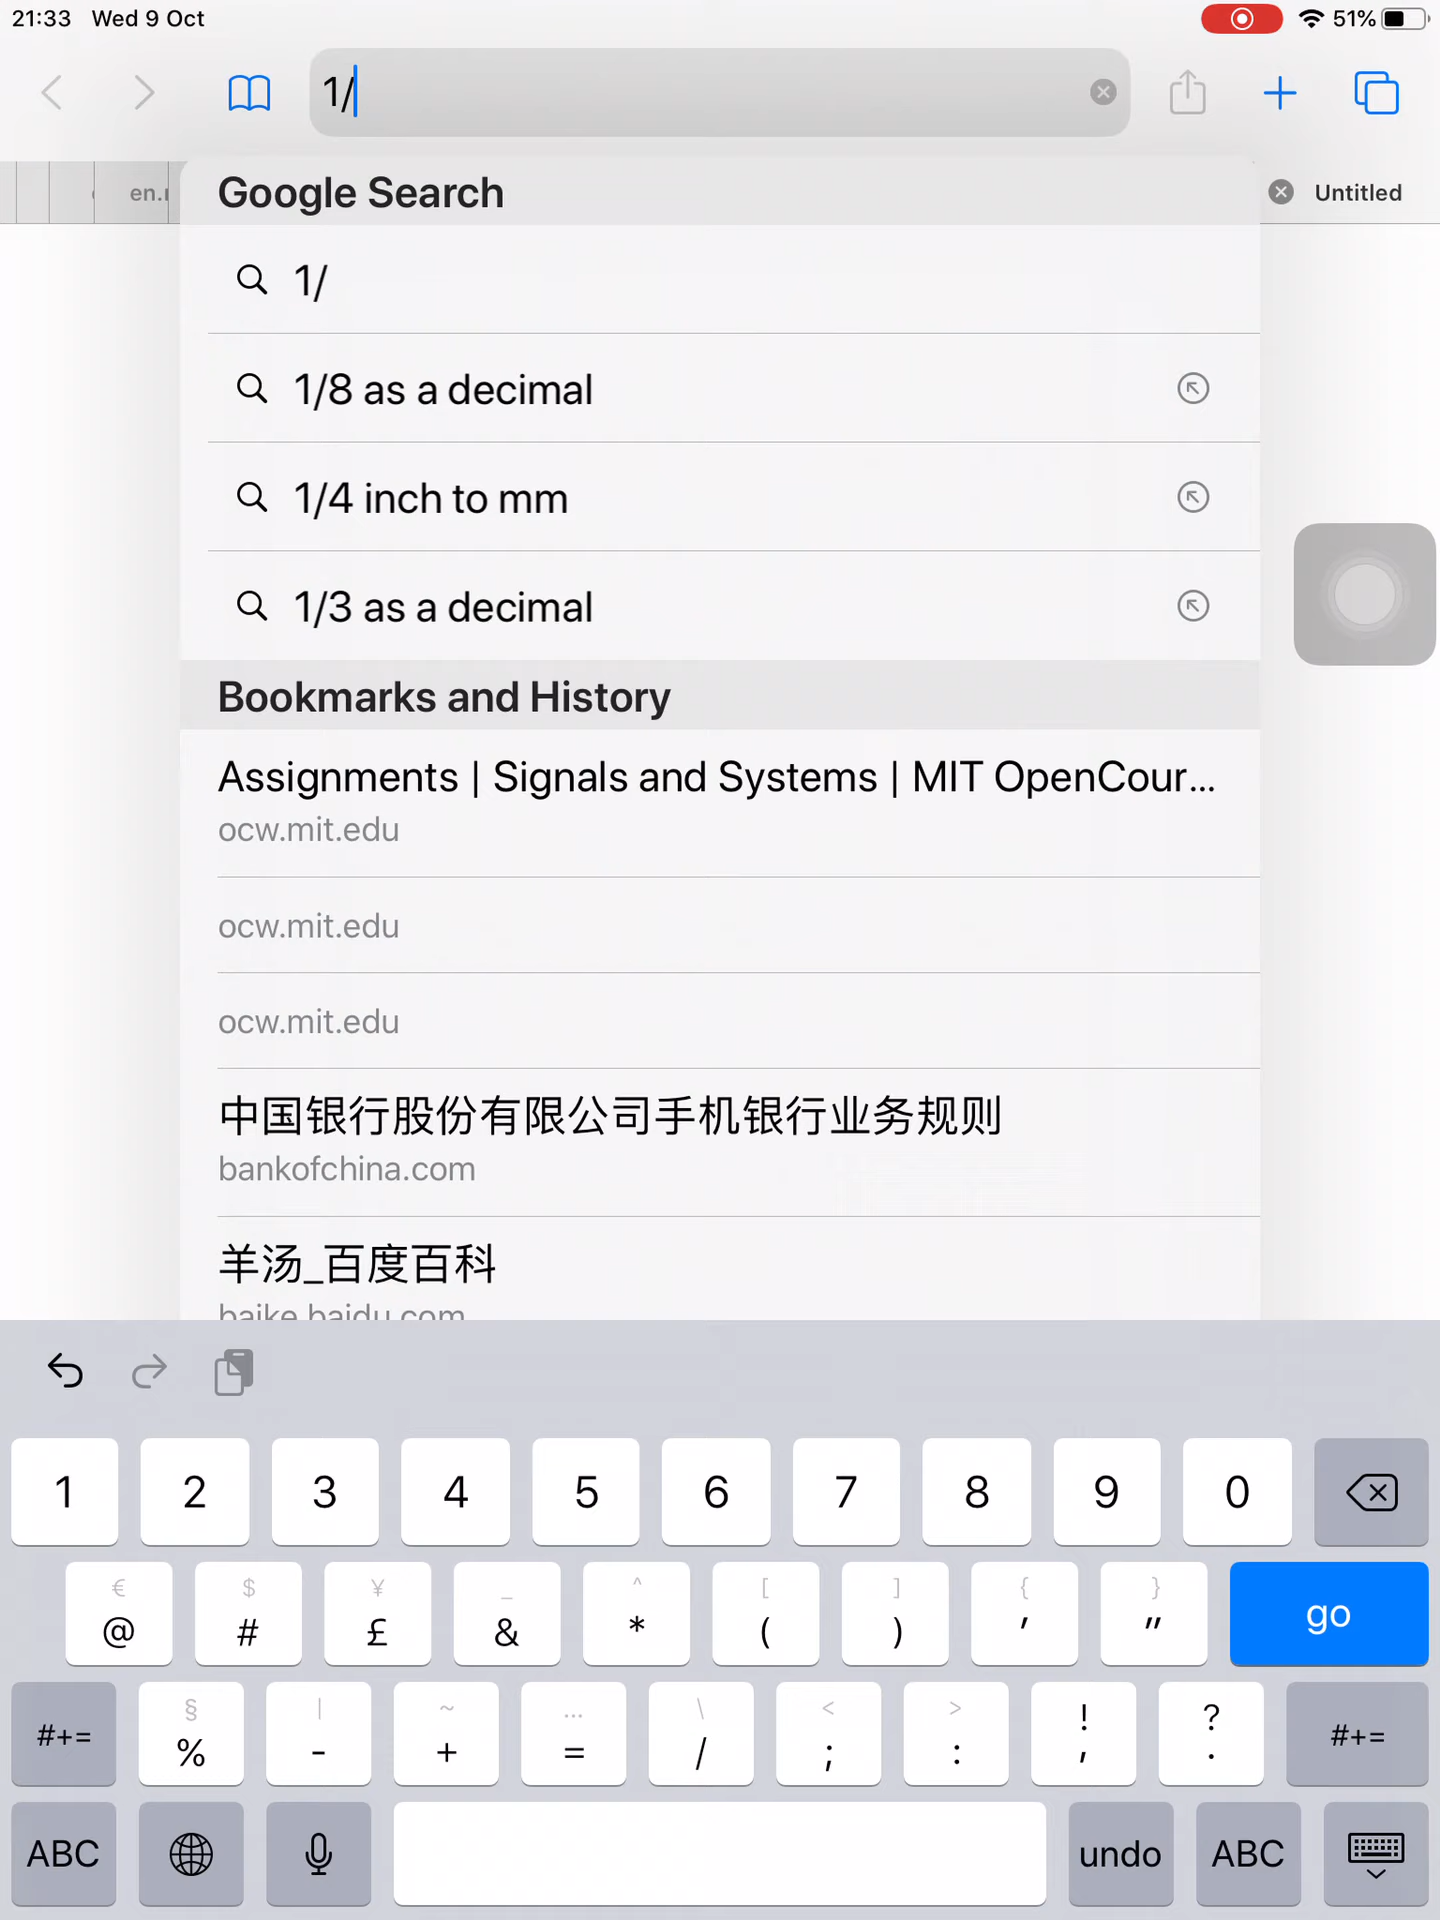 21:33 Wed 9 Oct 51%
1/
en.
Untitled
Google Search
1/
1/8 as a decimal
1/4 inch to mm
1/3 as a decimal
Bookmarks and History
Assignments | Signals and Systems | MIT OpenCour...
ocw.mit.edu
ocw.mit.edu
ocw.mit.edu
中国银行股份有限公司手机银行业务规则
bankofchina.com
羊汤_百度百科
baike.baidu.com
1 2 3 4 5 6 7 8 9 0
€ $ ¥ _ ^ [ ] { }
@ # £ & * ( ) ' " go
§ | ~ ... \ < > ! ?
#+= % - + = / ; : , . #+=
ABC undo ABC